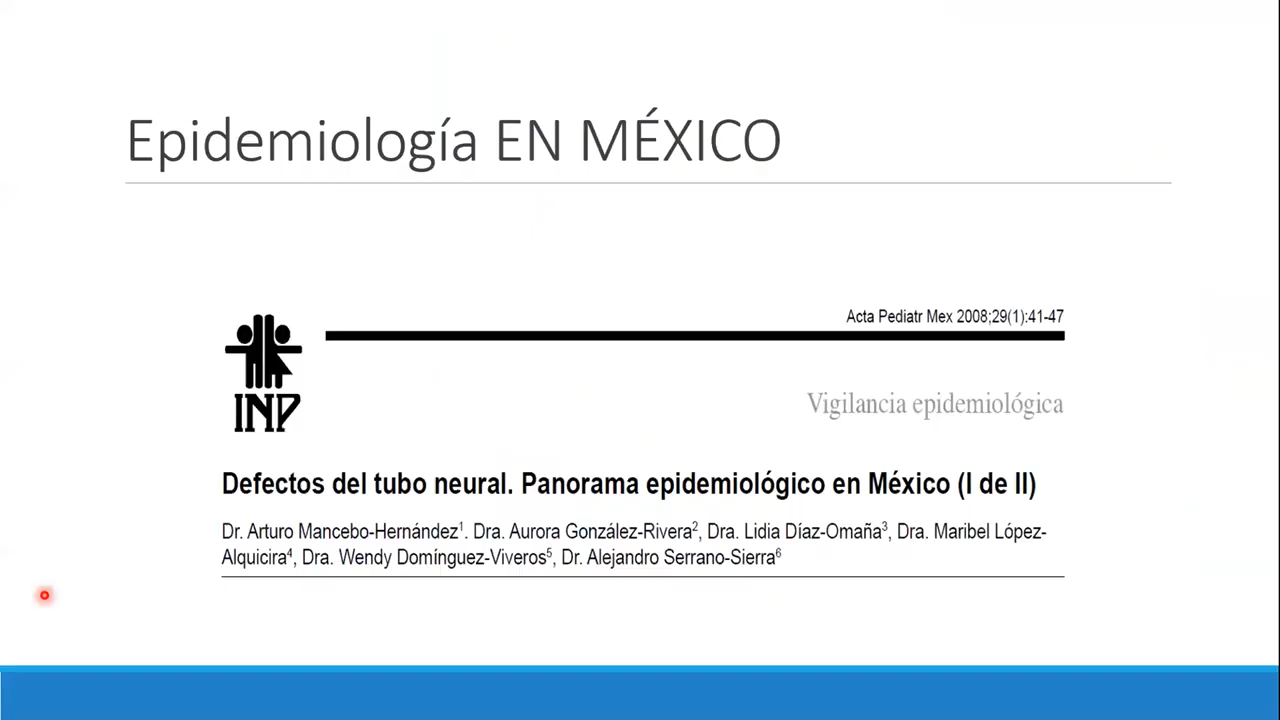 Epidemiología EN MÉXICO
Acta Pediatr Mex 2008;29(1):41-47
INP
Vigilancia epidemiológica
Defectos del tubo neural. Panorama epidemiológico en México (I de II)
Dr. Arturo Mancebo-Hernández¹. Dra. Aurora González-Rivera², Dra. Lidia Díaz-Omaña³, Dra. Maribel López-
Alquicira⁴, Dra. Wendy Domínguez-Viveros⁵, Dr. Alejandro Serrano-Sierra⁶